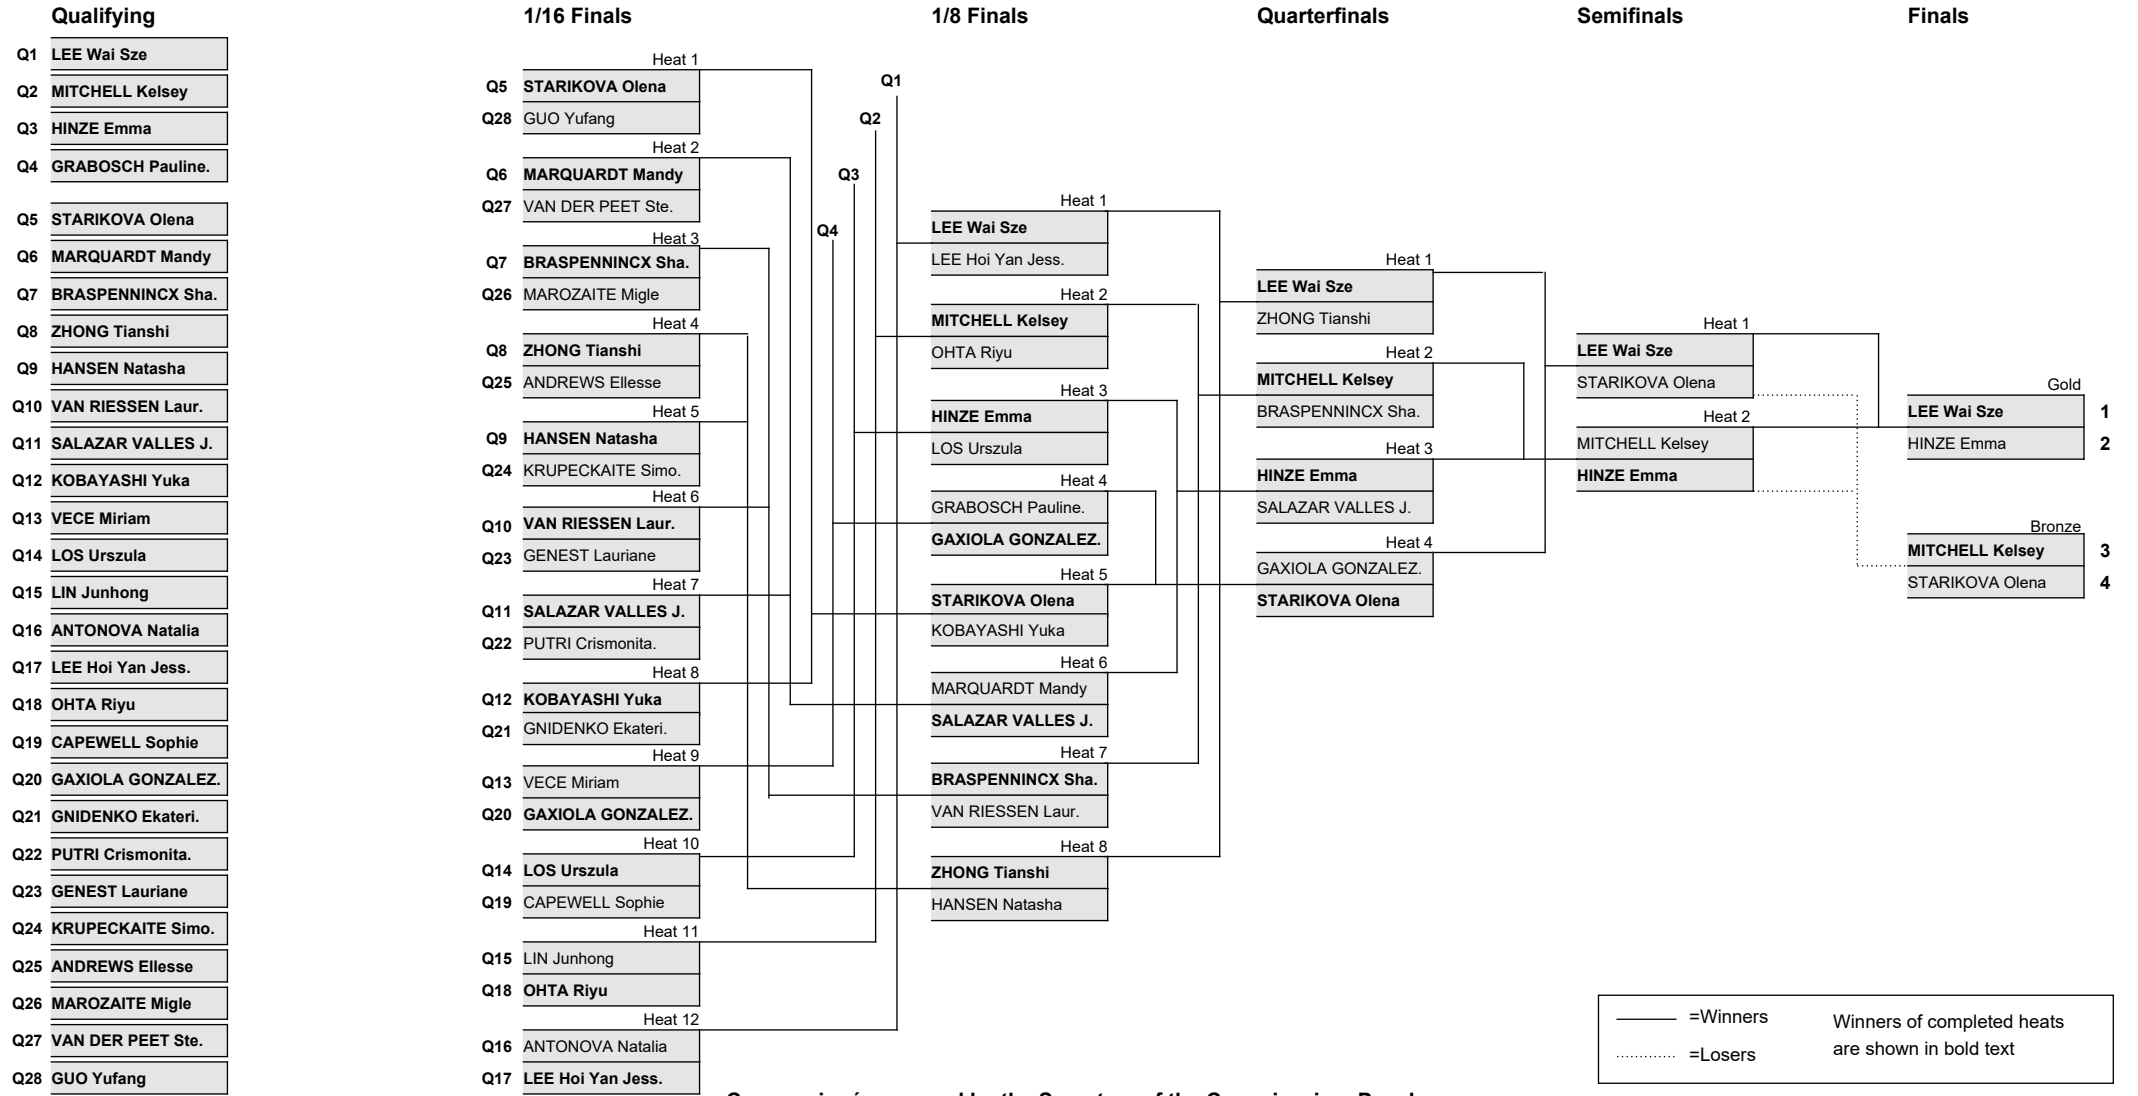 Qualifying
Q1 LEE Wai Sze
Q2 MITCHELL Kelsey
Q3 HINZE Emma
Q4 GRABOSCH Pauline.
Q5 STARIKOVA Olena
Q6 MARQUARDT Mandy
Q7 BRASPENNINCX Sha.
Q8 ZHONG Tianshi
Q9 HANSEN Natasha
Q10 VAN RIESSEN Laur.
Q11 SALAZAR VALLES J.
Q12 KOBAYASHI Yuka
Q13 VECE Miriam
Q14 LOS Urszula
Q15 LIN Junhong
Q16 ANTONOVA Natalia
Q17 LEE Hoi Yan Jess.
Q18 OHTA Riyu
Q19 CAPEWELL Sophie
Q20 GAXIOLA GONZALEZ.
Q21 GNIDENKO Ekateri.
Q22 PUTRI Crismonita.
Q23 GENEST Lauriane
Q24 KRUPECKAITE Simo.
Q25 ANDREWS Ellesse
Q26 MAROZAITE Migle
Q27 VAN DER PEET Ste.
Q28 GUO Yufang
1/16 Finals
Heat 1
Q5 STARIKOVA Olena
Q28 GUO Yufang
Heat 2
Q6 MARQUARDT Mandy
Q27 VAN DER PEET Ste.
Heat 3
Q7 BRASPENNINCX Sha.
Q26 MAROZAITE Migle
Heat 4
Q8 ZHONG Tianshi
Q25 ANDREWS Ellesse
Heat 5
Q9 HANSEN Natasha
Q24 KRUPECKAITE Simo.
Heat 6
Q10 VAN RIESSEN Laur.
Q23 GENEST Lauriane
Heat 7
Q11 SALAZAR VALLES J.
Q22 PUTRI Crismonita.
Heat 8
Q12 KOBAYASHI Yuka
Q21 GNIDENKO Ekateri.
Heat 9
Q13 VECE Miriam
Q20 GAXIOLA GONZALEZ.
Heat 10
Q14 LOS Urszula
Q19 CAPEWELL Sophie
Heat 11
Q15 LIN Junhong
Q18 OHTA Riyu
Heat 12
Q16 ANTONOVA Natalia
Q17 LEE Hoi Yan Jess.
Q1
Q2
Q3
Q4
1/8 Finals
Heat 1
LEE Wai Sze
LEE Hoi Yan Jess.
Heat 2
MITCHELL Kelsey
OHTA Riyu
Heat 3
HINZE Emma
LOS Urszula
Heat 4
GRABOSCH Pauline.
GAXIOLA GONZALEZ.
Heat 5
STARIKOVA Olena
KOBAYASHI Yuka
Heat 6
MARQUARDT Mandy
SALAZAR VALLES J.
Heat 7
BRASPENNINCX Sha.
VAN RIESSEN Laur.
Heat 8
ZHONG Tianshi
HANSEN Natasha
Quarterfinals
Heat 1
LEE Wai Sze
ZHONG Tianshi
Heat 2
MITCHELL Kelsey
BRASPENNINCX Sha.
Heat 3
HINZE Emma
SALAZAR VALLES J.
Heat 4
GAXIOLA GONZALEZ.
STARIKOVA Olena
Semifinals
Heat 1
LEE Wai Sze
STARIKOVA Olena
Heat 2
MITCHELL Kelsey
HINZE Emma
Finals
Gold
LEE Wai Sze 1
HINZE Emma 2
Bronze
MITCHELL Kelsey 3
STARIKOVA Olena 4
=Winners
=Losers
Winners of completed heats
are shown in bold text